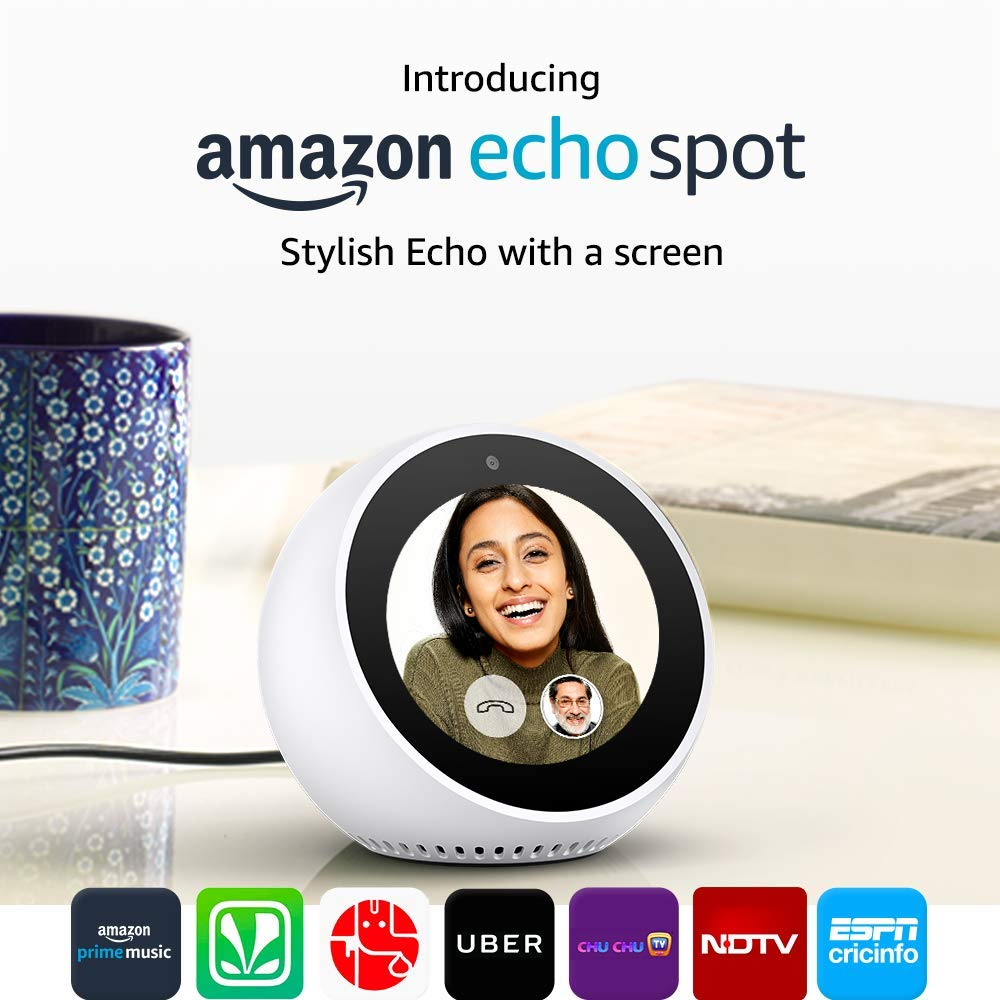 Introducing
amazon echo spot
Stylish Echo with a screen
amazon
prime music
UBER
CHU CHU TV
NDTV
ESPN
cricinfo